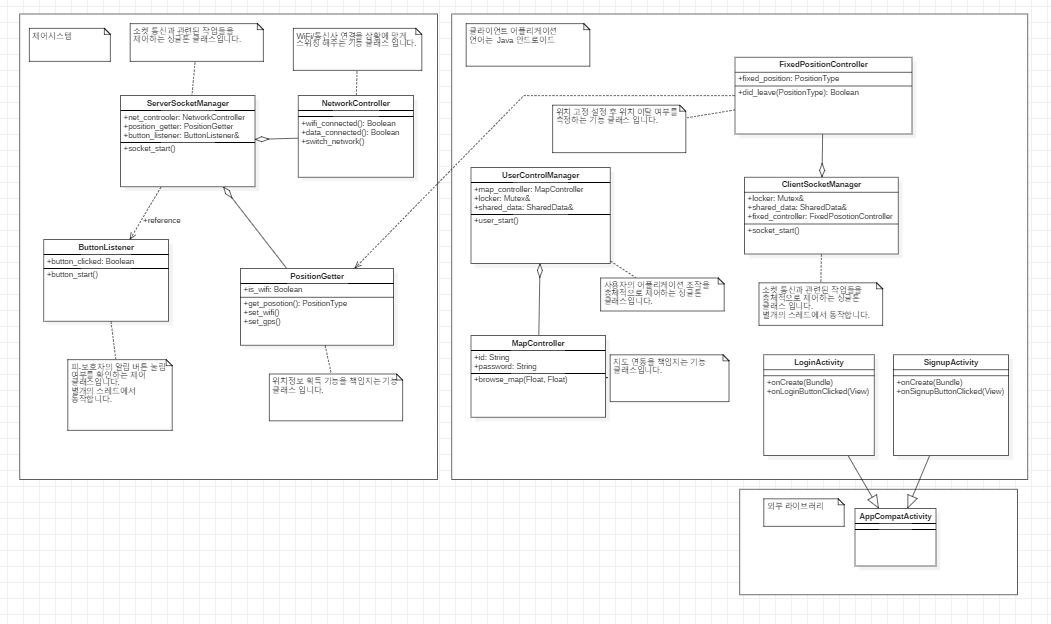 제어시스템
소켓 통신과 관련된 작업들을
제어하는 싱글톤 클래스입니다.
WiFi/통신사 연결을 상황에 맞게
스위칭 해주는 기능 클래스 입니다.
ServerSocketManager
+net_controoler: NetworkController
+position_getter: PositionGetter
+button_listener: ButtonListener&
+socket_start()
NetworkController
+wifi_connected(): Boolean
+data_connected(): Boolean
+switch_network()
+reference
ButtonListener
+button_clicked: Boolean
+button_start()
PositionGetter
+is_wifi: Boolean
+get_posotion(): PositionType
+set_wifi()
+set_gps()
피 보호자의 알림 버튼 눌림
여부를 확인하는 제어
클래스입니다.
별개의 스레드에서
동작합니다.
위치정보 획득 기능을 책임지는 기능
클래스 입니다.
클라이언트 어플리케이션
언어는 Java 안드로이드
FixedPositionController
+fixed_position: PositionType
+did_leave(PositionType): Boolean
위치 고정 설정 후 위치 이탈 여부를
측정하는 기능 클래스 입니다.
UserControlManager
+map_controller: MapController
+locker: Mutex&
+shared_data: SharedData&
+user_start()
ClientSocketManager
+locker: Mutex&
+shared_data: SharedData&
+fixed_controller: FixedPosotionController
+socket_start()
사용자의 어플리케이션 조작을
총체적으로 제어하는 싱글톤
클래스입니다.
소켓 통신과 관련된 작업들을
총체적으로 제어하는 싱글톤
클래스 입니다.
별개의 스레드에서 동작합니다.
MapController
+id: String
+password: String
+browse_map(Float, Float)
지도 연동을 책임지는 기능
클래스입니다.
LoginActivity
+onCreate(Bundle)
+onLoginButtonClicked(View)
SignupActivity
+onCreate(Bundle)
+onSignupButtonClicked(View)
외부 라이브러리
AppCompatActivity